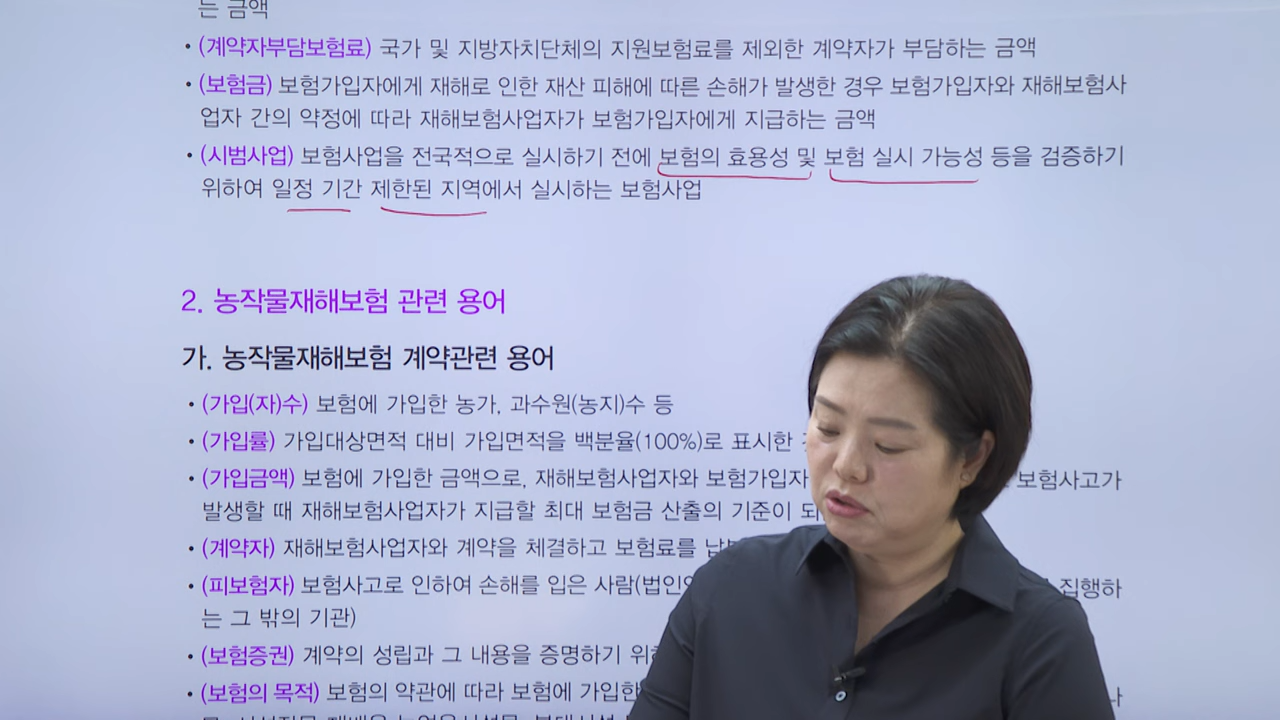 는 금액
• (계약자부담보험료) 국가 및 지방자치단체의 지원보험료를 제외한 계약자가 부담하는 금액
• (보험금) 보험가입자에게 재해로 인한 재산 피해에 따른 손해가 발생한 경우 보험가입자와 재해보험사
업자 간의 약정에 따라 재해보험사업자가 보험가입자에게 지급하는 금액
• (시범사업) 보험사업을 전국적으로 실시하기 전에 보험의 효용성 및 보험 실시 가능성 등을 검증하기
위하여 일정 기간 제한된 지역에서 실시하는 보험사업
2. 농작물재해보험 관련 용어
가. 농작물재해보험 계약관련 용어
• (가입(자)수) 보험에 가입한 농가, 과수원(농지)수 등
• (가입률) 가입대상면적 대비 가입면적을 백분율(100%)로 표시한
• (가입금액) 보험에 가입한 금액으로, 재해보험사업자와 보험가입자 보험사고가
발생할 때 재해보험사업자가 지급할 최대 보험금 산출의 기준이
• (계약자) 재해보험사업자와 계약을 체결하고 보험료를
• (피보험자) 보험사고로 인하여 손해를 입은 사람(법인 집행하
는 그 밖의 기관)
• (보험증권) 계약의 성립과 그 내용을 증명하기
• (보험의 목적) 보험의 약관에 따라 보험에 가입한